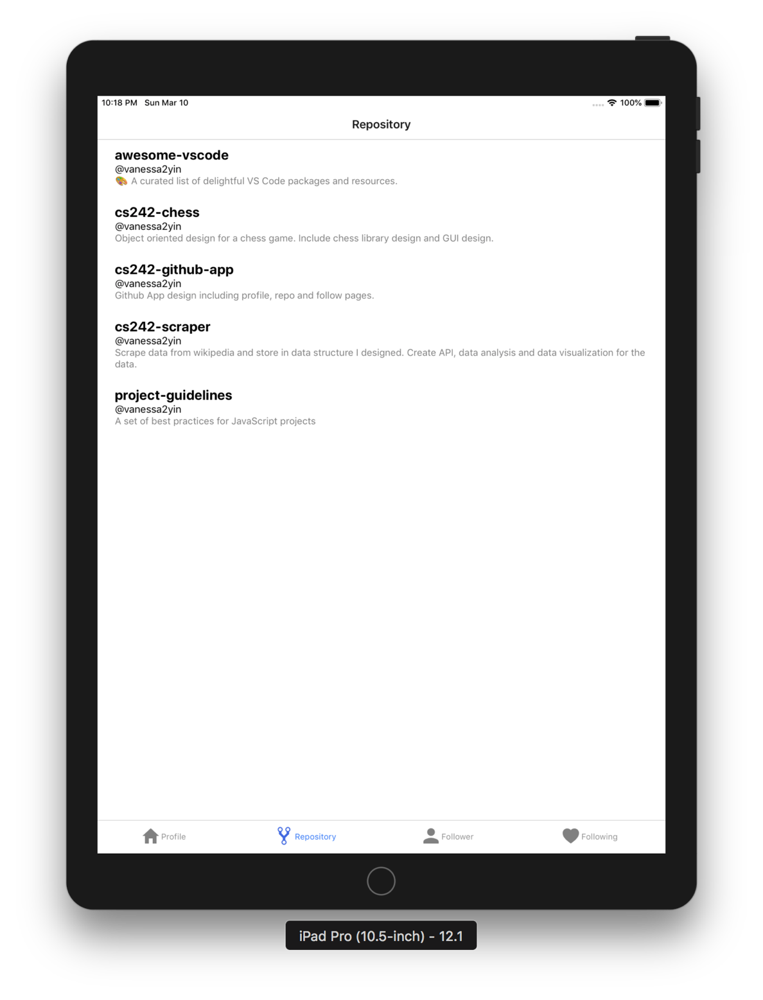 10:18 PM Sun Mar 10 100%
Repository
awesome-vscode
@vanessa2yin
🎨 A curated list of delightful VS Code packages and resources.
cs242-chess
@vanessa2yin
Object oriented design for a chess game. Include chess library design and GUI design.
cs242-github-app
@vanessa2yin
Github App design including profile, repo and follow pages.
cs242-scraper
@vanessa2yin
Scrape data from wikipedia and store in data structure I designed. Create API, data analysis and data visualization for the
data.
project-guidelines
@vanessa2yin
A set of best practices for JavaScript projects
Profile Repository Follower Following
iPad Pro (10.5-inch) - 12.1